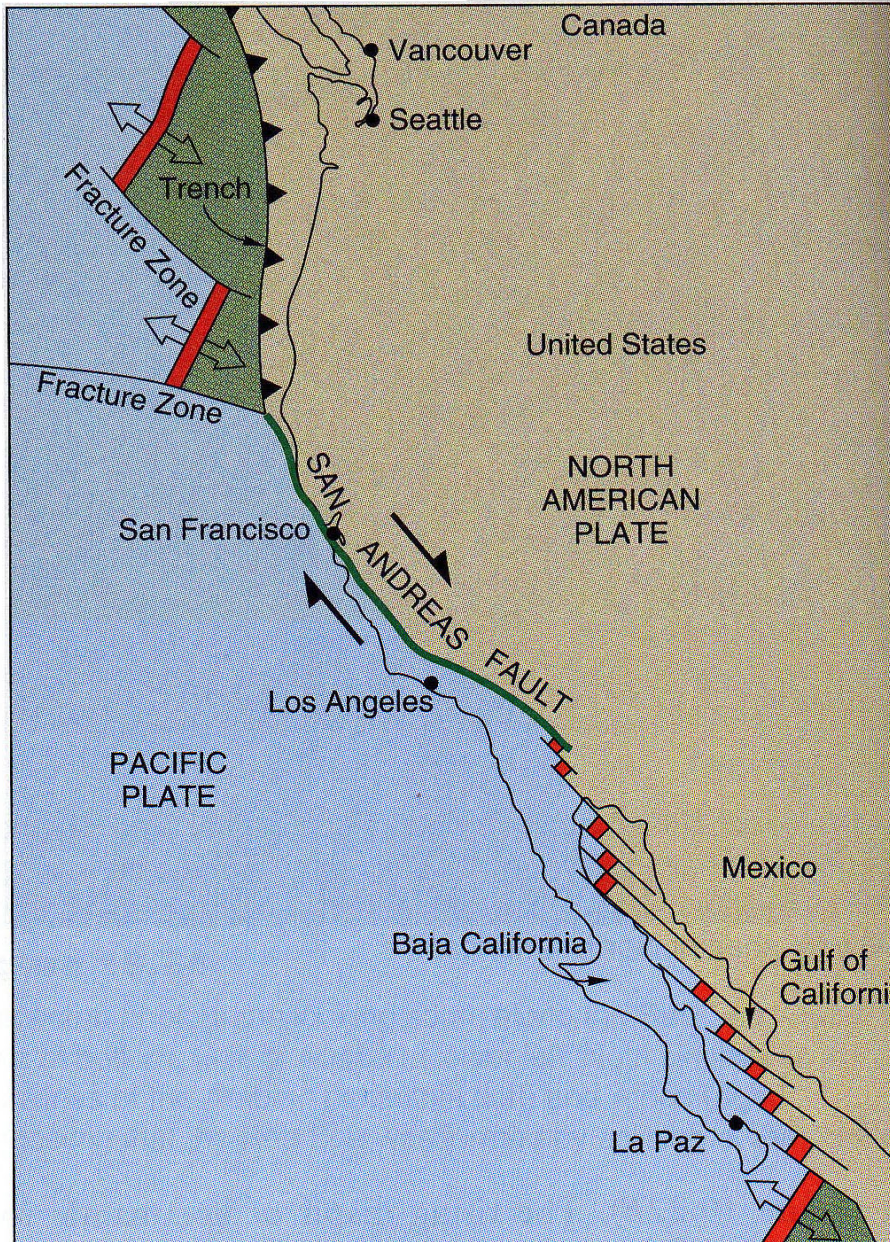 Canada
Vancouver
Seattle
Trench
Fracture Zone
United States
Fracture Zone
NORTH
AMERICAN
PLATE
San Francisco
SAN ANDREAS FAULT
Los Angeles
PACIFIC
PLATE
Mexico
Baja California
Gulf of
Californi
La Paz